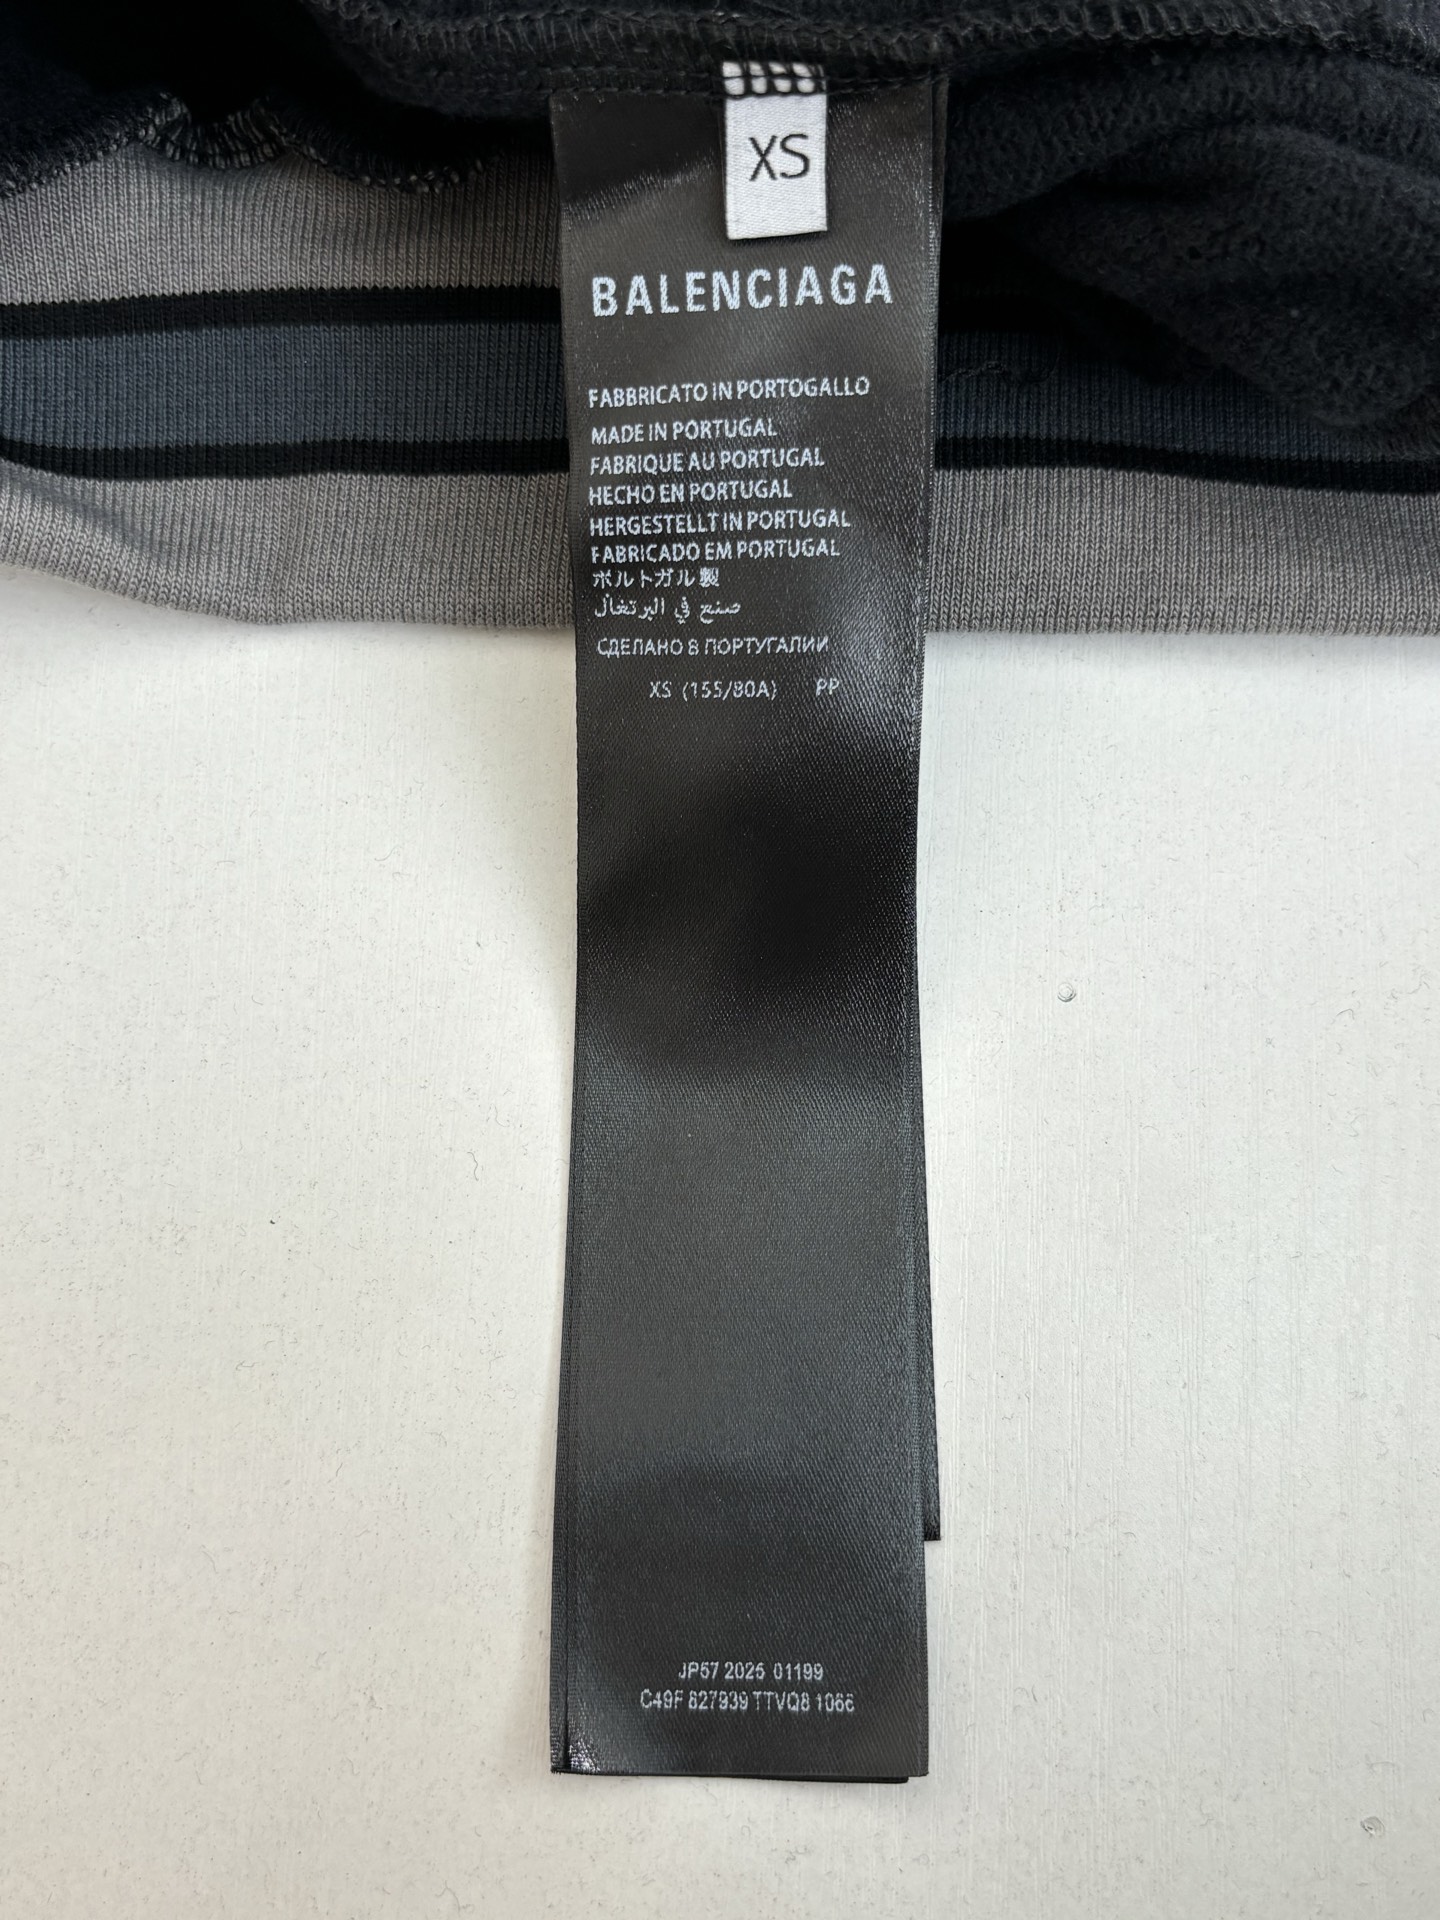 XS
BALENCIAGA
FABBRICATO IN PORTOGALLO
MADE IN PORTUGAL
FABRIQUE AU PORTUGAL
HECHO EN PORTUGAL
HERGESTELLT IN PORTUGAL
FABRICADO EM PORTUGAL
ポルトガル製
صنع في البرتغال
СДЕЛАНО В ПОРТУГАЛИИ
XS (155/80A) PP
JP57 2025 01199
C49F 827939 TTVQ8 1066